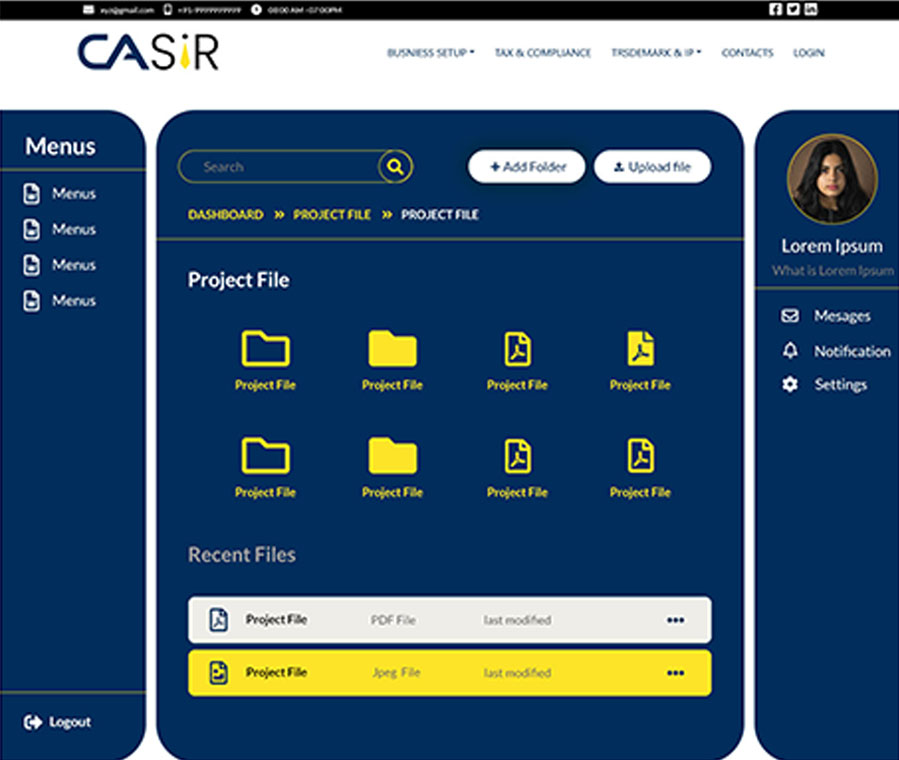 xyz@gmail.com +91-9999999999 08:00 AM -07:00PM
CASiR
BUSNIESS SETUP TAX & COMPLIANCE TRSDEMARK & IP CONTACTS LOGIN
Menus
Menus
Menus
Menus
Menus
Logout
Search
+ Add Folder
Upload file
DASHBOARD » PROJECT FILE » PROJECT FILE
Project File
Project File Project File Project File Project File
Project File Project File Project File Project File
Recent Files
Project File PDF File last modified •••
Project File Jpeg File last modified •••
Lorem Ipsum
What is Lorem Ipsum
Mesages
Notification
Settings